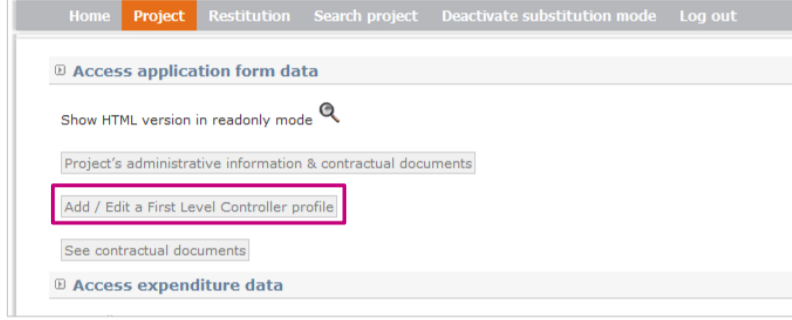 Home Project Restitution Search project Deactivate substitution mode Log out
Access application form data
Show HTML version in readonly mode
Project's administrative information & contractual documents
Add / Edit a First Level Controller profile
See contractual documents
Access expenditure data